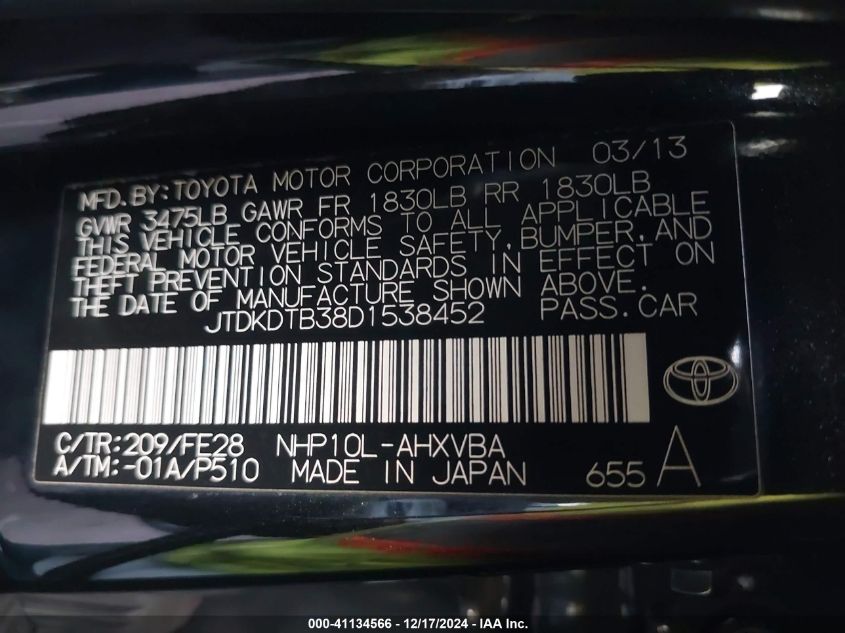 MFD. BY: TOYOTA MOTOR CORPORATION 03/13
GVWR 3475LB GAWR FR 1830LB RR 1830LB
THIS VEHICLE CONFORMS TO ALL APPLICABLE
FEDERAL MOTOR VEHICLE SAFETY, BUMPER, AND
THEFT PREVENTION STANDARDS IN EFFECT ON
THE DATE OF MANUFACTURE SHOWN ABOVE.
JTDKDTB38D1538452 PASS. CAR
C/TR: 209/FE28 NHP10L-AHXVBA
A/TM: -01A/P510 MADE IN JAPAN 655 A
000-41134566 - 12/17/2024 - IAA Inc.